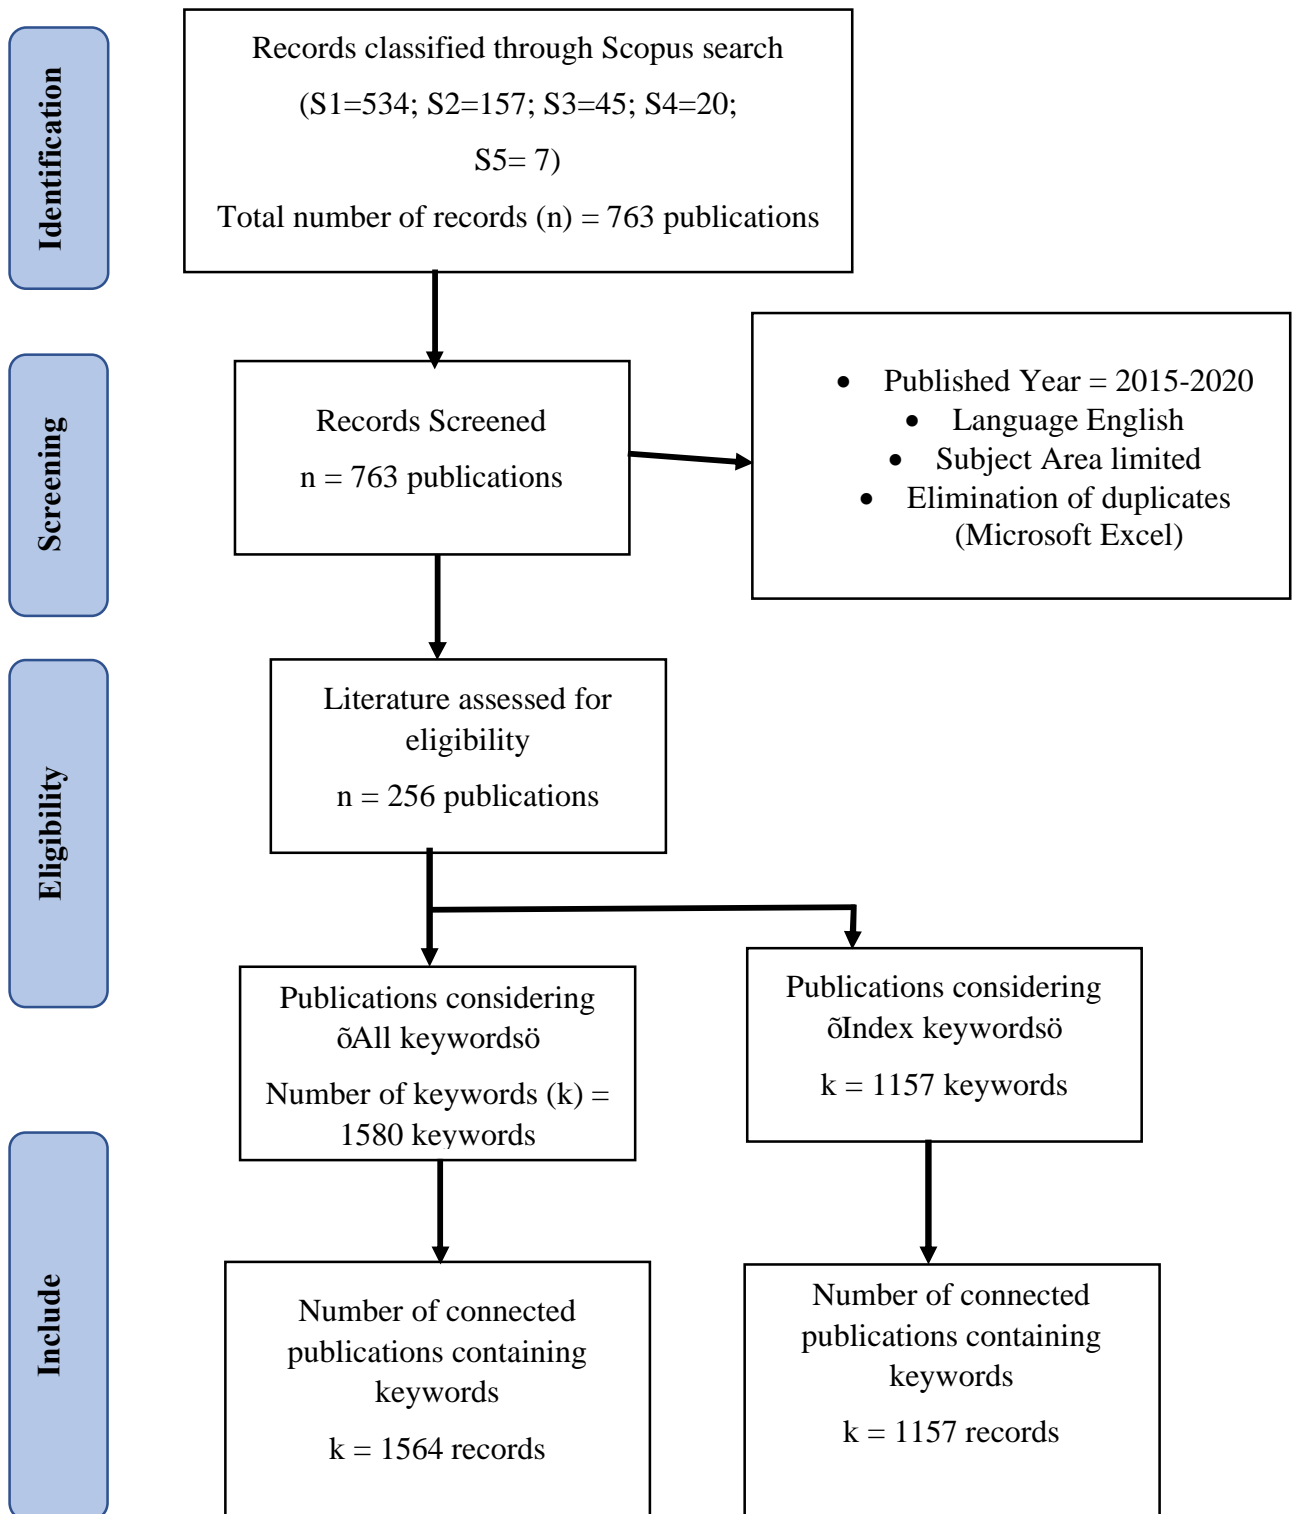 Identification
Records classified through Scopus search
(S1=534; S2=157; S3=45; S4=20;
S5= 7)
Total number of records (n) = 763 publications
Screening
Records Screened
n = 763 publications
• Published Year = 2015-2020
• Language English
• Subject Area limited
• Elimination of duplicates
(Microsoft Excel)
Eligibility
Literature assessed for
eligibility
n = 256 publications
Publications considering
õAll keywordsö
Number of keywords (k) =
1580 keywords
Publications considering
õIndex keywordsö
k = 1157 keywords
Include
Number of connected
publications containing
keywords
k = 1564 records
Number of connected
publications containing
keywords
k = 1157 records